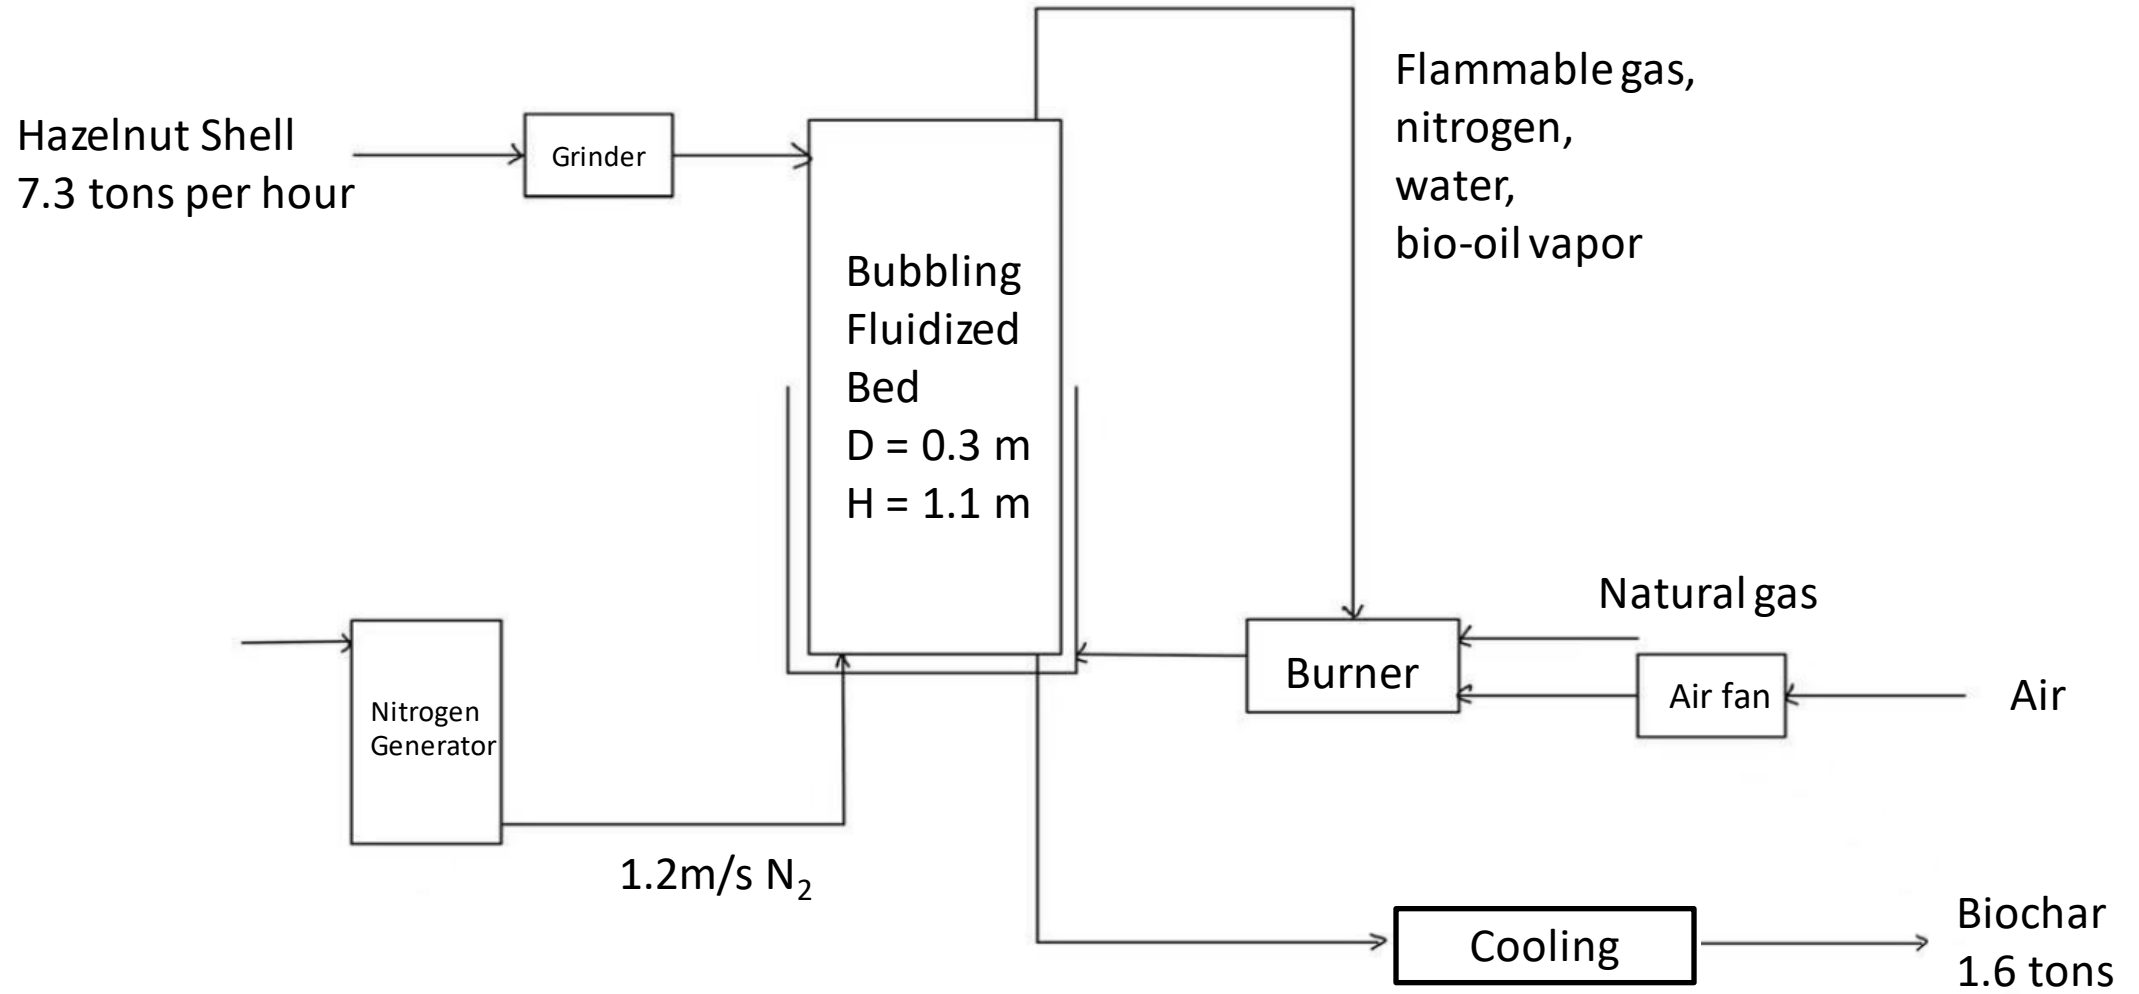 Hazelnut Shell
7.3 tons per hour
Grinder
Flammable gas,
nitrogen,
water,
bio-oil vapor
Bubbling
Fluidized
Bed
D = 0.3 m
H = 1.1 m
Natural gas
Burner
Air fan
Air
Nitrogen
Generator
1.2m/s N₂
Cooling
Biochar
1.6 tons